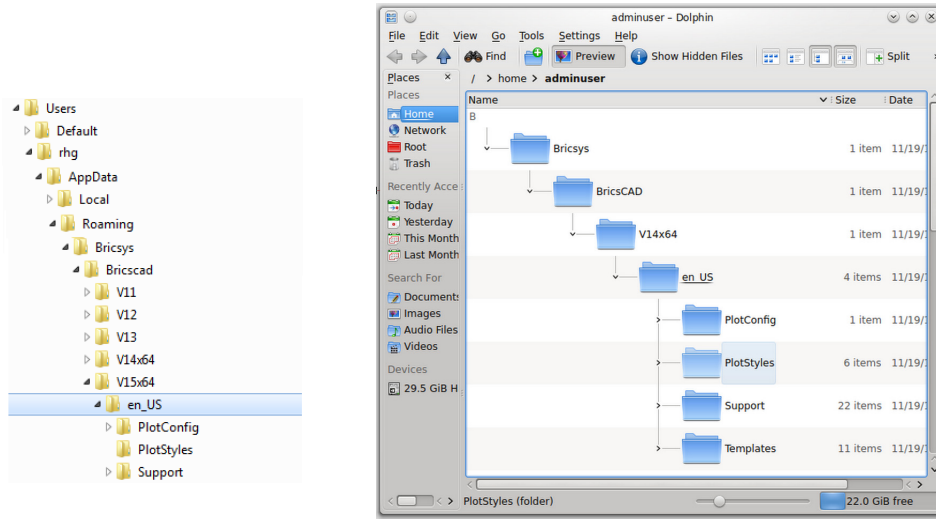 Users
Default
rhg
AppData
Local
Roaming
Bricsys
Bricscad
V11
V12
V13
V14x64
V15x64
en_US
PlotConfig
PlotStyles
Support
adminuser – Dolphin
File Edit View Go Tools Settings Help
Find Preview Show Hidden Files Split
Places × / > home > adminuser
Places
Home
Network
Root
Trash
Recently Acce
Today
Yesterday
This Month
Last Month
Search For
Document
Images
Audio Files
Videos
Devices
29.5 GiB H
Name Size Date
B
Bricsys 1 item 11/19/
BricsCAD 1 item 11/19/
V14x64 1 item 11/19/
en_US 4 items 11/19/
PlotConfig 1 item 11/19/
PlotStyles 6 items 11/19/
Support 22 items 11/19/
Templates 11 items 11/19/
PlotStyles (folder) 22.0 GiB free